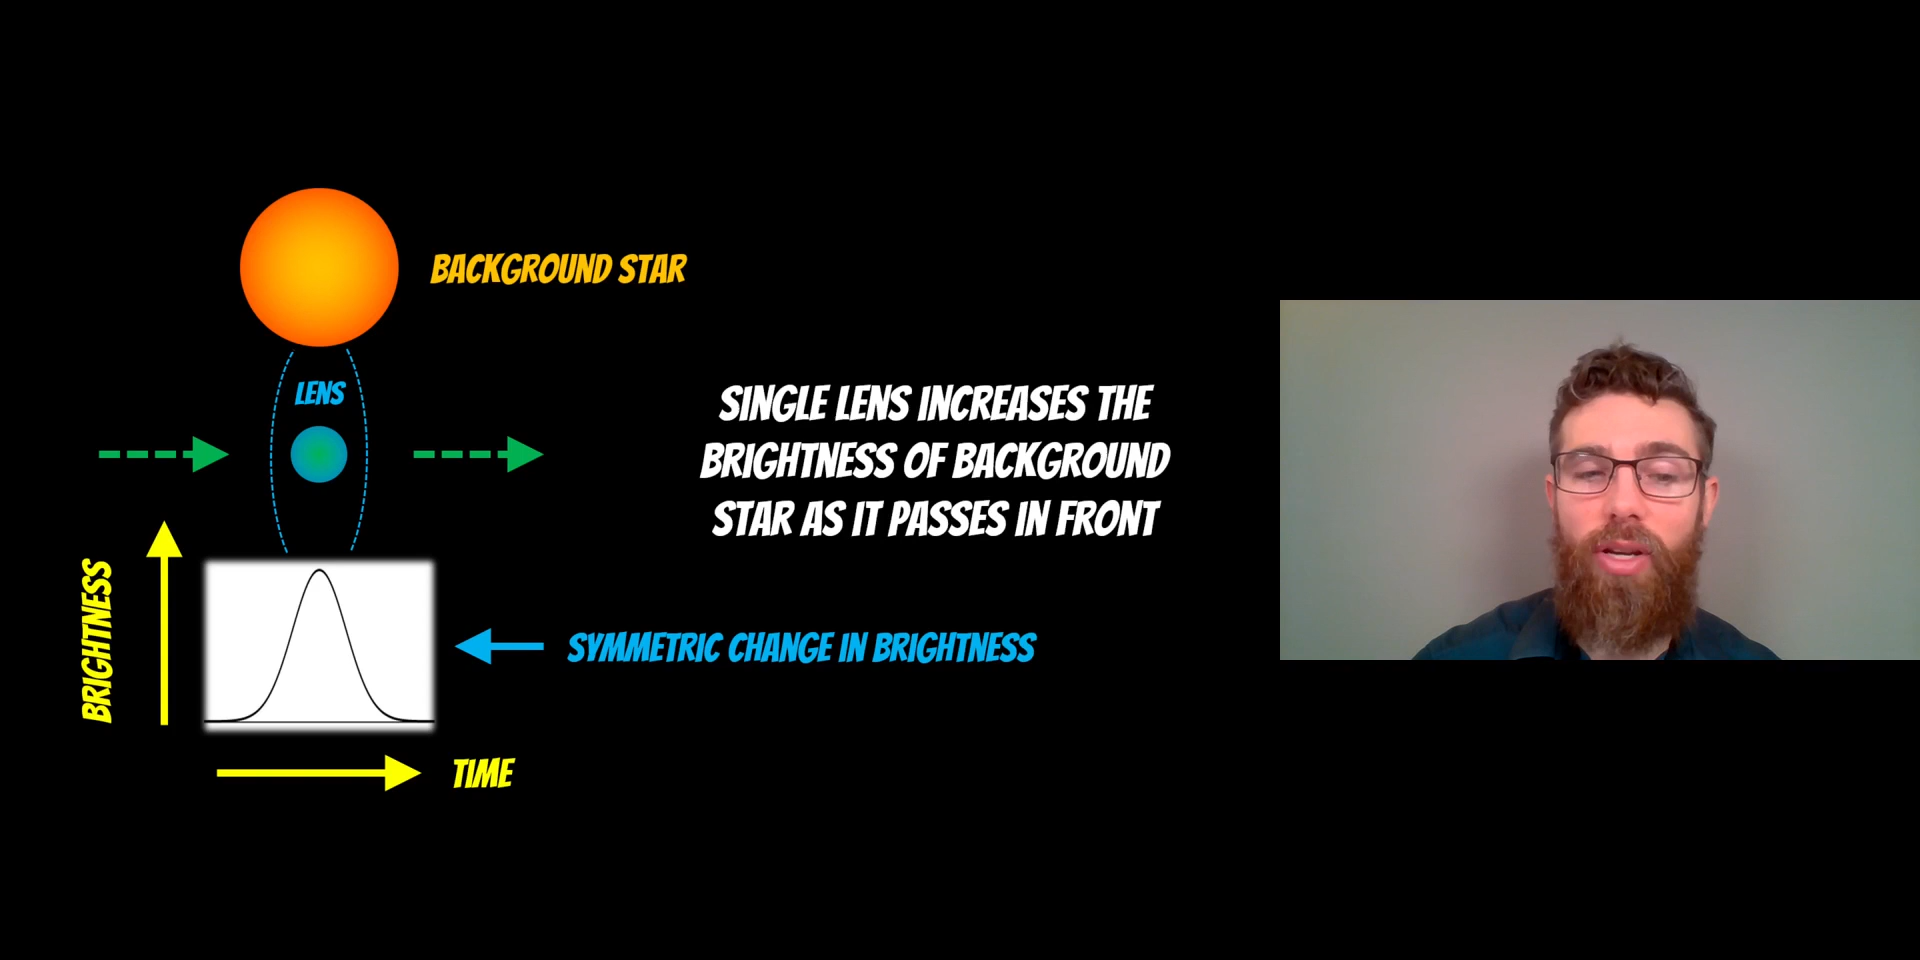 BACKGROUND STAR
LENS
SINGLE LENS INCREASES THE
BRIGHTNESS OF BACKGROUND
STAR AS IT PASSES IN FRONT
BRIGHTNESS
SYMMETRIC CHANGE IN BRIGHTNESS
TIME